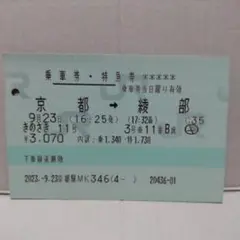 乗車券・特急券
京都 → 綾部
9月23日 (16:25発) (17:32着) C35
きのさき 11号 3号車11番B席
¥3,070 内訳:乗1,340・特1,730
下車前途無効
2023.-9.23 MK346(4- ) 20436-01